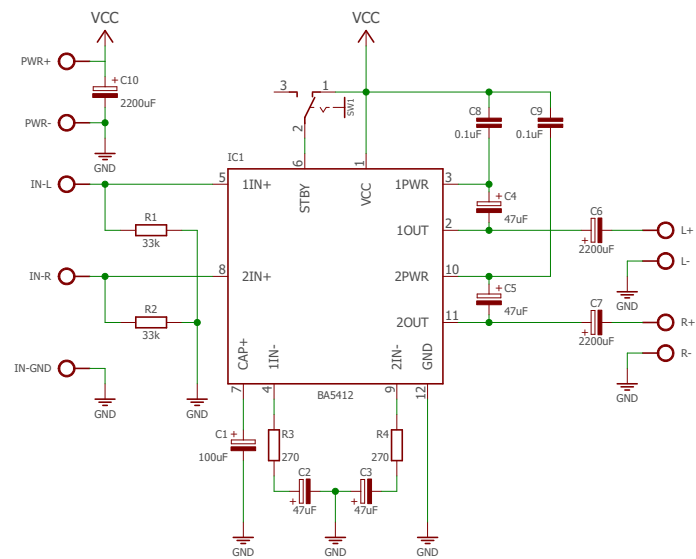 VCC
VCC
PWR+
+
C10
2200uF
PWR-
GND
3
1
2
SW1
C8
0.1uF
C9
0.1uF
IC1
6
1
IN-L
5
1IN+
STBY
VCC
1PWR
3
+
C4
47uF
R1
33k
1OUT
2
C6
+
2200uF
L+
IN-R
8
2IN+
2PWR
10
L-
GND
+
C5
47uF
R2
33k
2OUT
11
C7
+
2200uF
R+
R-
GND
IN-GND
GND
GND
CAP+
1IN-
2IN-
GND
BA5412
7
4
9
12
C1
+
100uF
R3
270
R4
270
C2
+
47uF
C3
+
47uF
GND
GND
GND